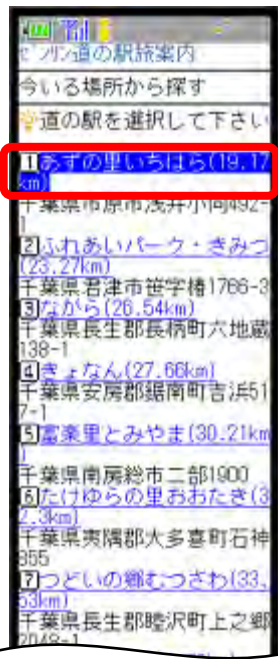 ゼンリン道の駅旅案内
今いる場所から探す
道の駅を選択して下さい
1あずの里いちはら(19.17
km)
千葉県市原市浅井小向492-
1
2ふれあいパーク・きみつ
(23.27km)
千葉県君津市笹字椿1766-3
3ながら(26.54km)
千葉県長生郡長柄町六地蔵
138-1
4きょなん(27.66km)
千葉県安房郡鋸南町吉浜51
7-1
5富楽里とみやま(30.21km
)
千葉県南房総市二部1900
6たけゆらの里おおたき(3
2.3km)
千葉県夷隅郡大多喜町石神
855
7つどいの郷むつざわ(33.
53km)
千葉県長生郡睦沢町上之郷
2048-1